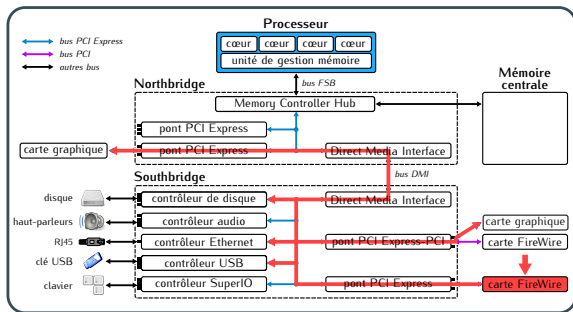 Processeur
bus PCI Express
bus PCI
autres bus
cœur cœur cœur cœur
unité de gestion mémoire
bus FSB
Northbridge
Mémoire
centrale
Memory Controller Hub
pont PCI Express
carte graphique
pont PCI Express
Direct Media Interface
bus DMI
Southbridge
disque
contrôleur de disque
Direct Media Interface
haut-parleurs
contrôleur audio
carte graphique
RJ45
contrôleur Ethernet
pont PCI Express-PCI
carte FireWire
clé USB
contrôleur USB
clavier
contrôleur SuperIO
pont PCI Express
carte FireWire